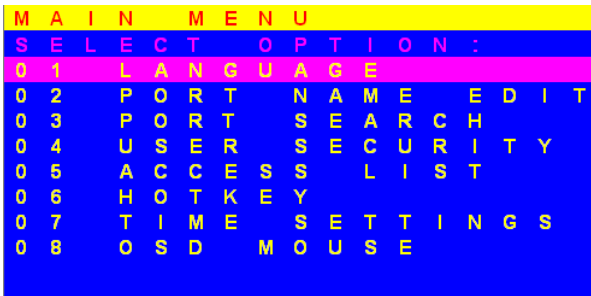 MAIN MENU
SELECT OPTION:
01 LANGUAGE
02 PORT NAME EDIT
03 PORT SEARCH
04 USER SECURITY
05 ACCESS LIST
06 HOTKEY
07 TIME SETTINGS
08 OSD MOUSE